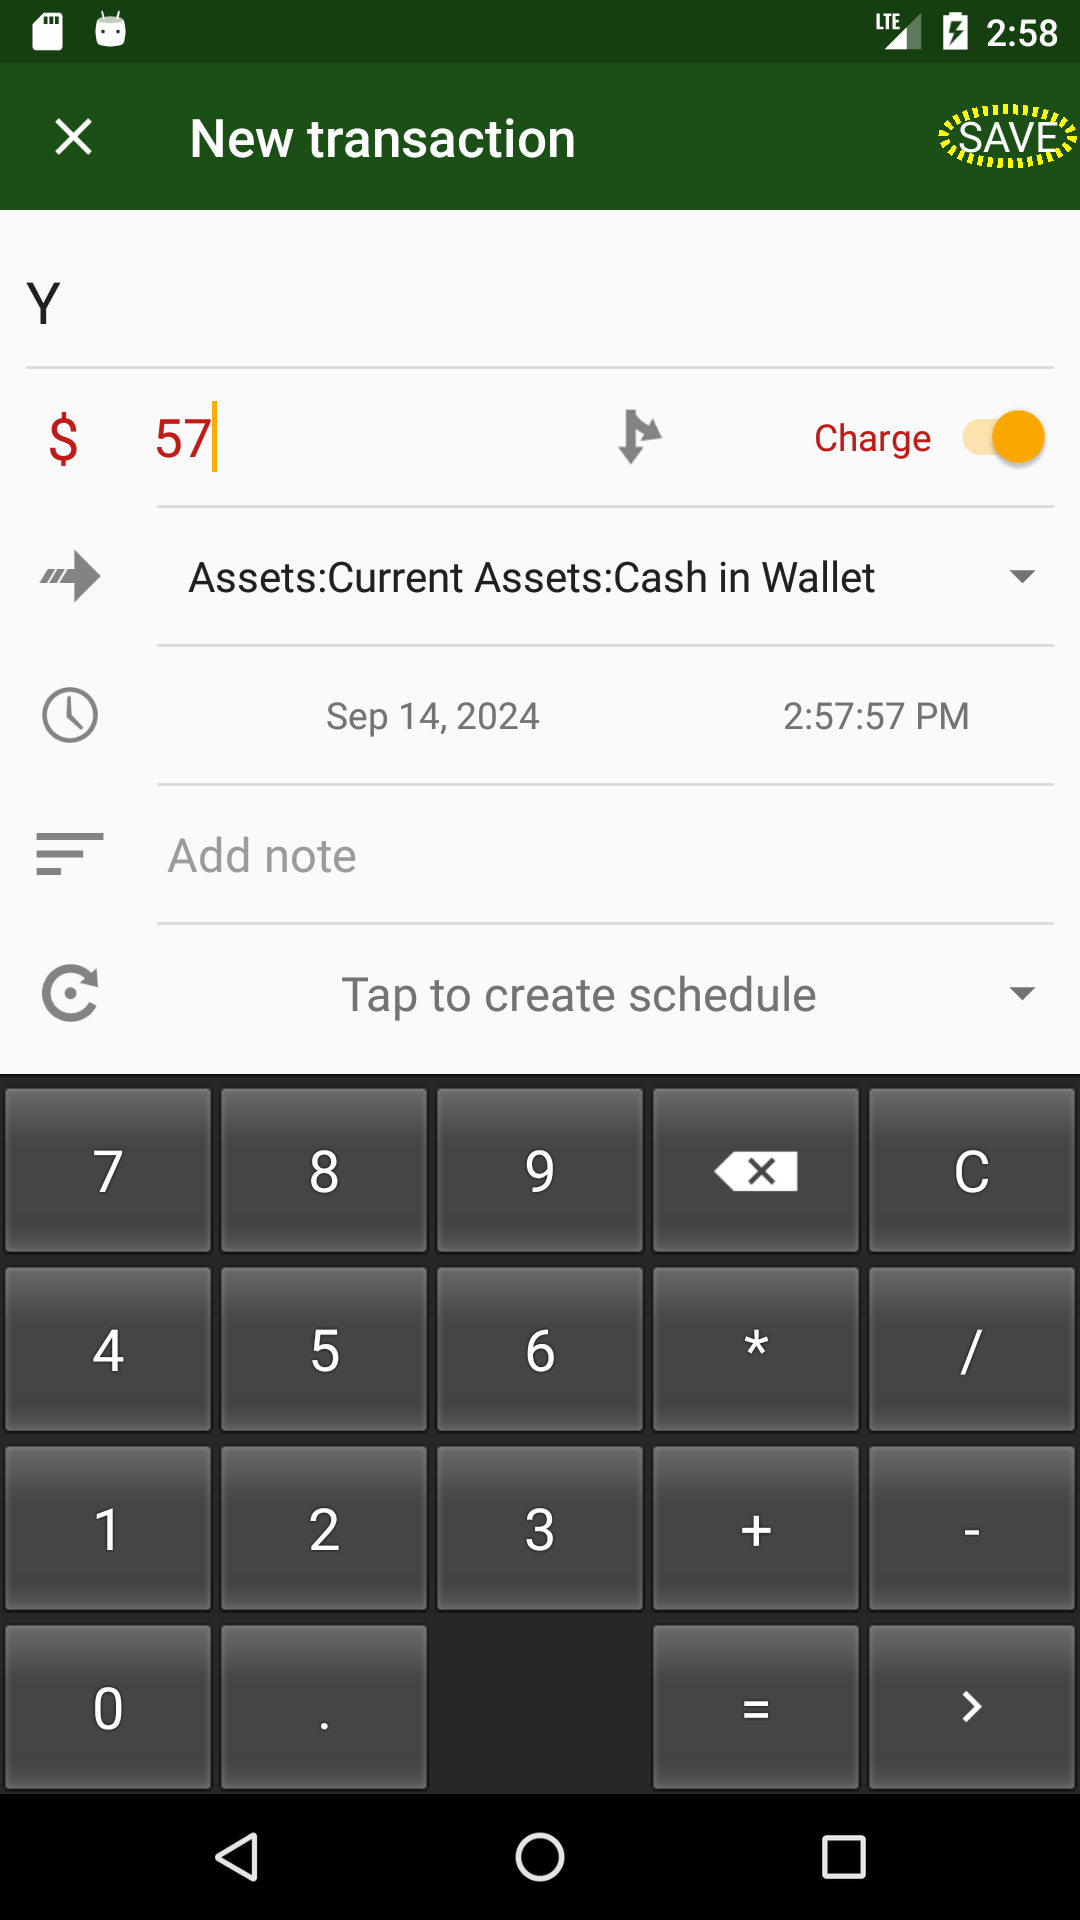 LTE 2:58
New transaction SAVE
Y
$ 57 Charge
Assets:Current Assets:Cash in Wallet
Sep 14, 2024 2:57:57 PM
Add note
Tap to create schedule
7 8 9 C
4 5 6 * /
1 2 3 + -
0 . = >